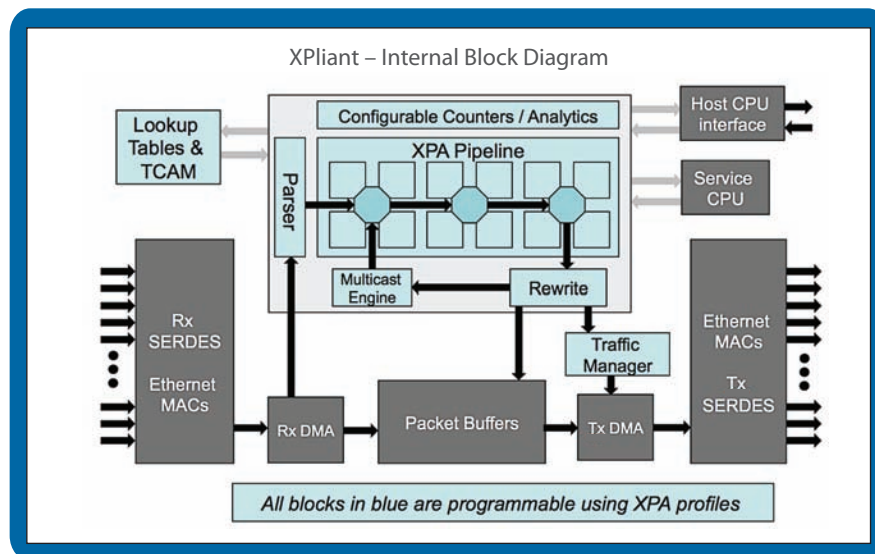 XPliant – Internal Block Diagram
Lookup
Tables &
TCAM
Configurable Counters / Analytics
Host CPU
interface
XPA Pipeline
Parser
Service
CPU
Multicast
Engine
Rewrite
Rx
SERDES
Ethernet
MACs
Traffic
Manager
Ethernet
MACs
Tx
SERDES
Rx DMA
Packet Buffers
Tx DMA
All blocks in blue are programmable using XPA profiles